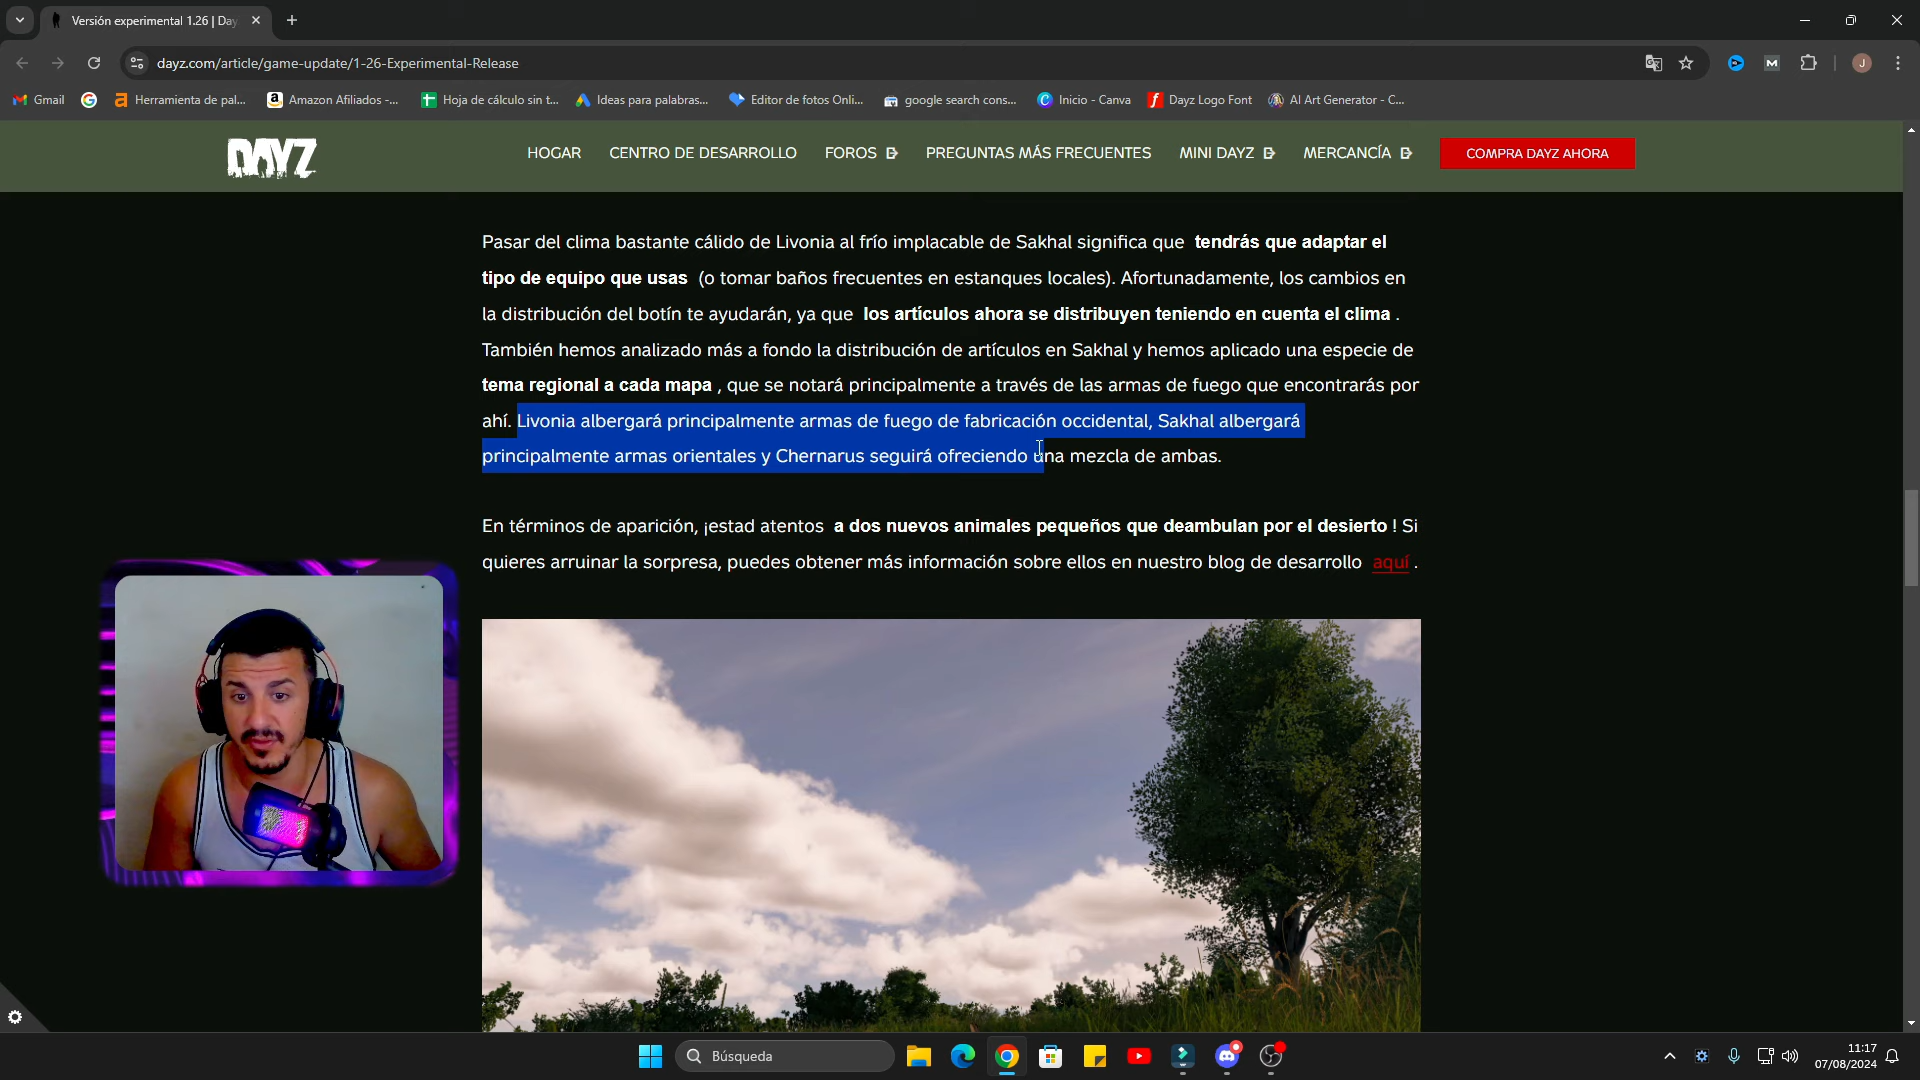 Versión experimental 1.26 | Day
dayz.com/article/game-update/1-26-Experimental-Release
Gmail
Herramienta de pal...
Amazon Afiliados -...
Hoja de cálculo sin t...
Ideas para palabras...
Editor de fotos Onli...
google search cons...
Inicio - Canva
Dayz Logo Font
AI Art Generator - C...
DAYZ
HOGAR
CENTRO DE DESARROLLO
FOROS
PREGUNTAS MÁS FRECUENTES
MINI DAYZ
MERCANCÍA
COMPRA DAYZ AHORA
Pasar del clima bastante cálido de Livonia al frío implacable de Sakhal significa que tendrás que adaptar el
tipo de equipo que usas (o tomar baños frecuentes en estanques locales). Afortunadamente, los cambios en
la distribución del botín te ayudarán, ya que los artículos ahora se distribuyen teniendo en cuenta el clima .
También hemos analizado más a fondo la distribución de artículos en Sakhal y hemos aplicado una especie de
tema regional a cada mapa , que se notará principalmente a través de las armas de fuego que encontrarás por
ahí. Livonia albergará principalmente armas de fuego de fabricación occidental, Sakhal albergará
principalmente armas orientales y Chernarus seguirá ofreciendo una mezcla de ambas.
En términos de aparición, ¡estad atentos a dos nuevos animales pequeños que deambulan por el desierto ! Si
quieres arruinar la sorpresa, puedes obtener más información sobre ellos en nuestro blog de desarrollo aquí .
Búsqueda
11:17
07/08/2024